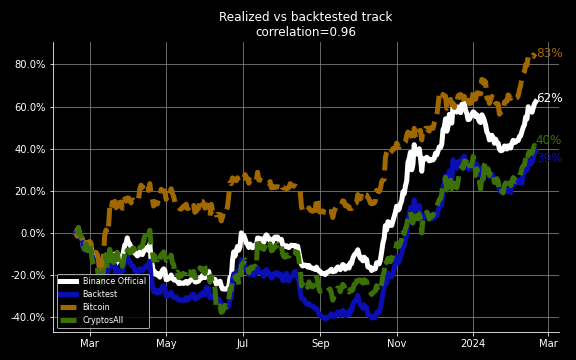 Realized vs backtested track
correlation=0.96
80.0%
60.0%
40.0%
20.0%
0.0%
-20.0%
-40.0%
83%
62%
40%
39%
Binance Official
Backtest
Bitcoin
CryptosAll
Mar May Jul Sep Nov 2024 Mar